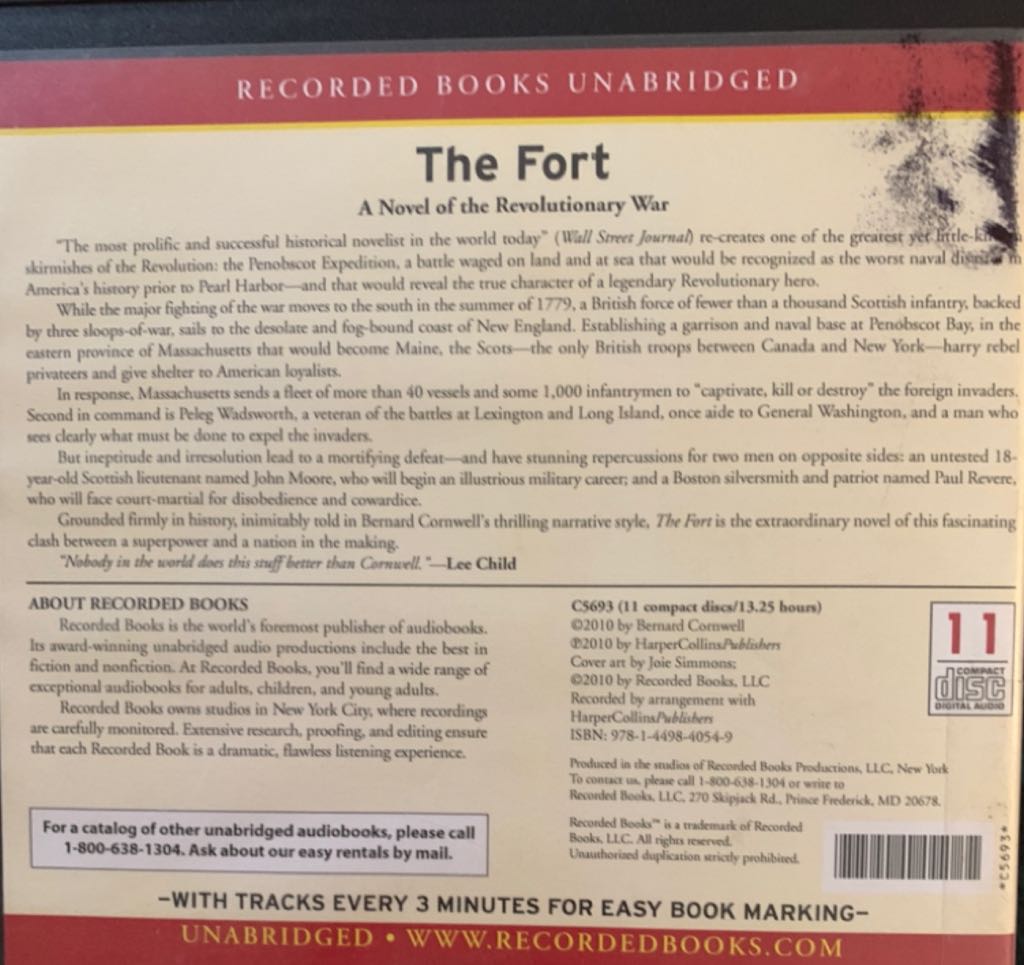 RECORDED BOOKS UNABRIDGED
The Fort
A Novel of the Revolutionary War
"The most prolific and successful historical novelist in the world today" (Wall Street Journal) re-creates one of the greatest yet little-
skirmishes of the Revolution: the Penobscot Expedition, a battle waged on land and at sea that would be recognized as the worst naval in
America's history prior to Pearl Harbor—and that would reveal the true character of a legendary Revolutionary hero.
While the major fighting of the war moves to the south in the summer of 1779, a British force of fewer than a thousand Scottish infantry, backed
by three sloops-of-war, sails to the desolate and fog-bound coast of New England. Establishing a garrison and naval base at Penobscot Bay, in the
eastern province of Massachusetts that would become Maine, the Scots—the only British troops between Canada and New York—harry rebel
privateers and give shelter to American loyalists.
In response, Massachusetts sends a fleet of more than 40 vessels and some 1,000 infantrymen to "captivate, kill or destroy" the foreign invaders.
Second in command is Peleg Wadsworth, a veteran of the battles at Lexington and Long Island, once aide to General Washington, and a man who
sees clearly what must be done to expel the invaders.
But ineptitude and irresolution lead to a mortifying defeat—and have stunning repercussions for two men on opposite sides: an untested 18-
year-old Scottish lieutenant named John Moore, who will begin an illustrious military career; and a Boston silversmith and patriot named Paul Revere,
who will face court-martial for disobedience and cowardice.
Grounded firmly in history, inimitably told in Bernard Cornwell's thrilling narrative style, The Fort is the extraordinary novel of this fascinating
clash between a superpower and a nation in the making.
"Nobody in the world does this stuff better than Cornwell."—Lee Child
ABOUT RECORDED BOOKS
Recorded Books is the world's foremost publisher of audiobooks.
Its award-winning unabridged audio productions include the best in
fiction and nonfiction. At Recorded Books, you'll find a wide range of
exceptional audiobooks for adults, children, and young adults.
Recorded Books owns studios in New York City, where recordings
are carefully monitored. Extensive research, proofing, and editing ensure
that each Recorded Book is a dramatic, flawless listening experience.
For a catalog of other unabridged audiobooks, please call
1-800-638-1304. Ask about our easy rentals by mail.
C5693 (11 compact discs/13.25 hours)
©2010 by Bernard Cornwell
℗2010 by HarperCollinsPublishers
Cover art by Joie Simmons;
©2010 by Recorded Books, LLC
Recorded by arrangement with
HarperCollinsPublishers
ISBN: 978-1-4498-4054-9
Produced in the studios of Recorded Books Productions, LLC, New York
To contact us, please call 1-800-638-1304 or write to
Recorded Books, LLC, 270 Skipjack Rd., Prince Frederick, MD 20678.
Recorded Books™ is a trademark of Recorded
Books, LLC. All rights reserved.
Unauthorized duplication strictly prohibited.
11
COMPACT
disc
DIGITAL AUDIO
*C5693*
—WITH TRACKS EVERY 3 MINUTES FOR EASY BOOK MARKING—
UNABRIDGED • WWW.RECORDEDBOOKS.COM